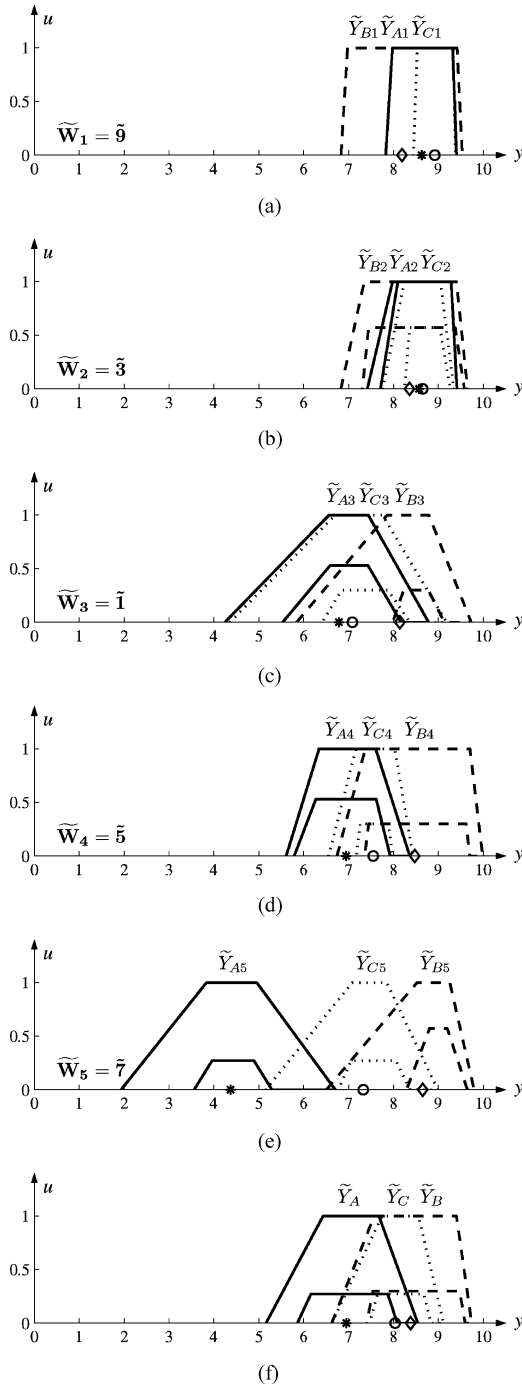 u
Ỹ_B1 Ỹ_A1 Ỹ_C1
1
0.5
W̃_1 = 9̃
0
0 1 2 3 4 5 6 7 8 9 10 y
(a)
u
Ỹ_B2 Ỹ_A2 Ỹ_C2
1
0.5
W̃_2 = 3̃
0
0 1 2 3 4 5 6 7 8 9 10 y
(b)
u
Ỹ_A3 Ỹ_C3 Ỹ_B3
1
0.5
W̃_3 = 1̃
0
0 1 2 3 4 5 6 7 8 9 10 y
(c)
u
Ỹ_A4 Ỹ_C4 Ỹ_B4
1
0.5
W̃_4 = 5̃
0
0 1 2 3 4 5 6 7 8 9 10 y
(d)
u
Ỹ_A5 Ỹ_C5 Ỹ_B5
1
0.5
W̃_5 = 7̃
0
0 1 2 3 4 5 6 7 8 9 10 y
(e)
u
Ỹ_A Ỹ_C Ỹ_B
1
0.5
0
0 1 2 3 4 5 6 7 8 9 10 y
(f)